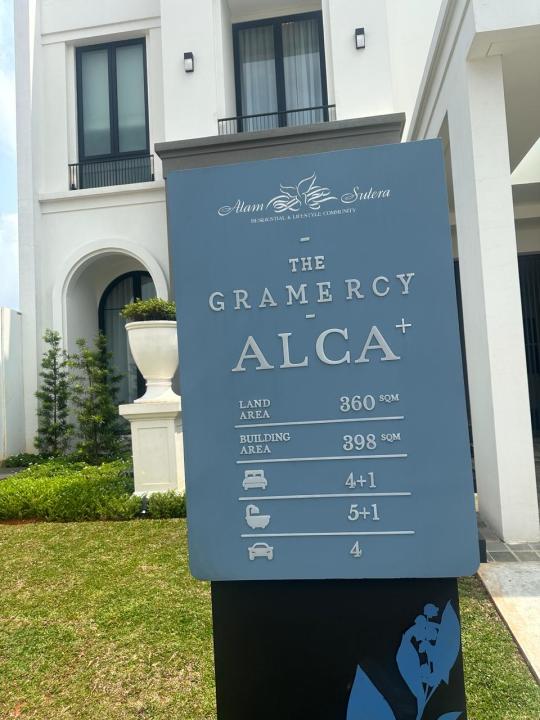 Alam Sutera
RESIDENTIAL & LIFESTYLE COMMUNITY
THE
GRAMERCY
ALCA+
LAND AREA 360 SQM
BUILDING AREA 398 SQM
4+1
5+1
4